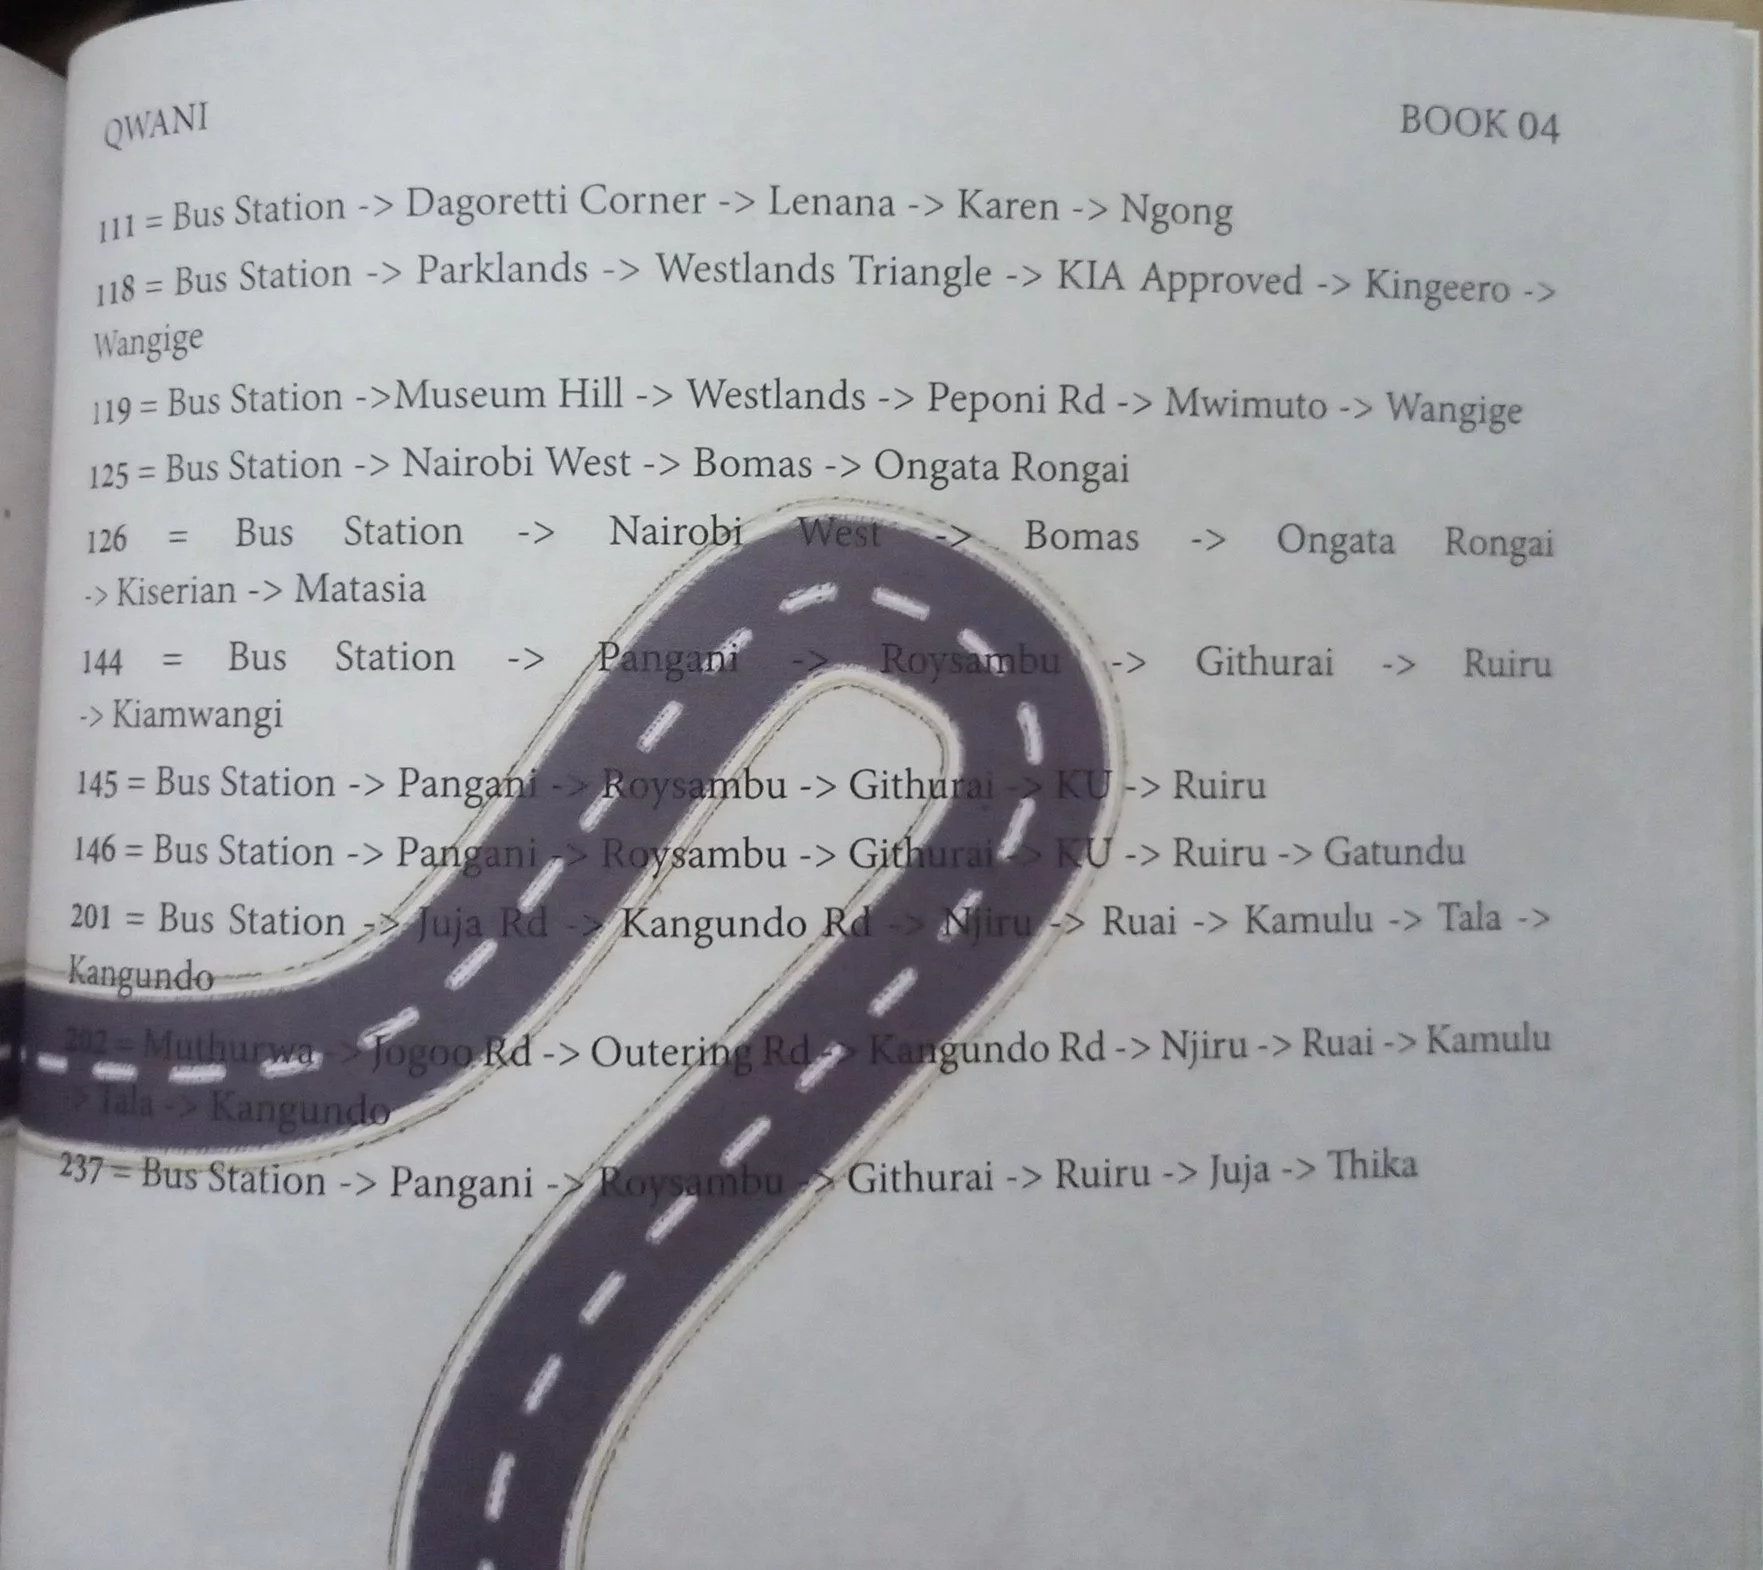 QWANI
BOOK 04
111 = Bus Station -> Dagoretti Corner -> Lenana -> Karen -> Ngong
118 = Bus Station -> Parklands -> Westlands Triangle -> KIA Approved -> Kingeero ->
Wangige
119 = Bus Station ->Museum Hill -> Westlands -> Peponi Rd -> Mwimuto -> Wangige
125 = Bus Station -> Nairobi West -> Bomas -> Ongata Rongai
126 = Bus Station -> Nairobi West -> Bomas -> Ongata Rongai
-> Kiserian -> Matasia
144 = Bus Station -> Pangani -> Roysambu -> Githurai -> Ruiru
-> Kiamwangi
145 = Bus Station -> Pangani -> Roysambu -> Githurai -> KU -> Ruiru
146 = Bus Station -> Pangani -> Roysambu -> Githurai -> KU -> Ruiru -> Gatundu
201 = Bus Station -> Juja Rd -> Kangundo Rd -> Njiru -> Ruai -> Kamulu -> Tala ->
Kangundo
202 = Muthurwa -> Jogoo Rd -> Outering Rd -> Kangundo Rd -> Njiru -> Ruai -> Kamulu
-> Tala -> Kangundo
237 = Bus Station -> Pangani -> Roysambu -> Githurai -> Ruiru -> Juja -> Thika